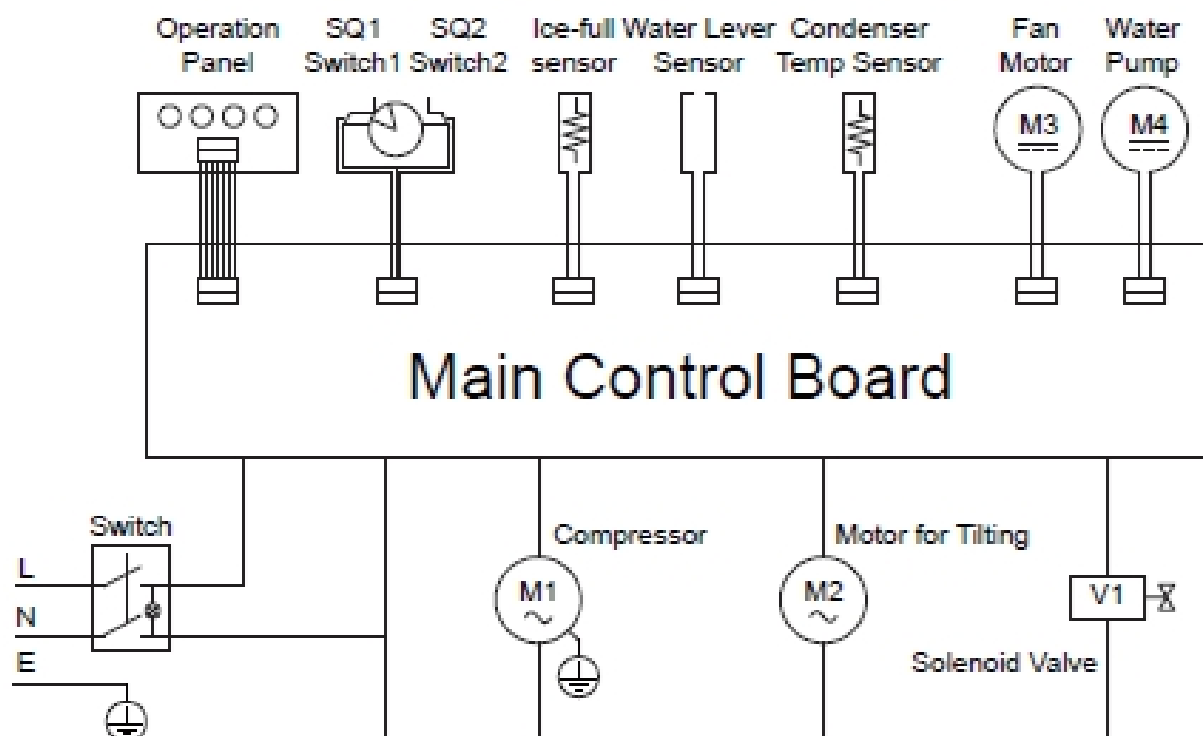 Operation Panel
SQ1 Switch1
SQ2 Switch2
Ice-full sensor
Water Lever Sensor
Condenser Temp Sensor
Fan Motor
Water Pump
M3
M4
Main Control Board
Switch
L
N
E
Compressor
M1
Motor for Tilting
M2
V1
Solenoid Valve